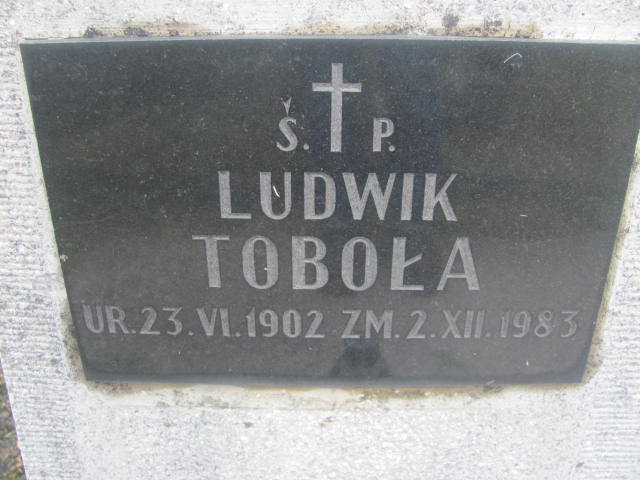 Š. P.
LUDWIK
TOBOŁA
UR. 23. VI. 1902 ZM. 2. XII. 1983